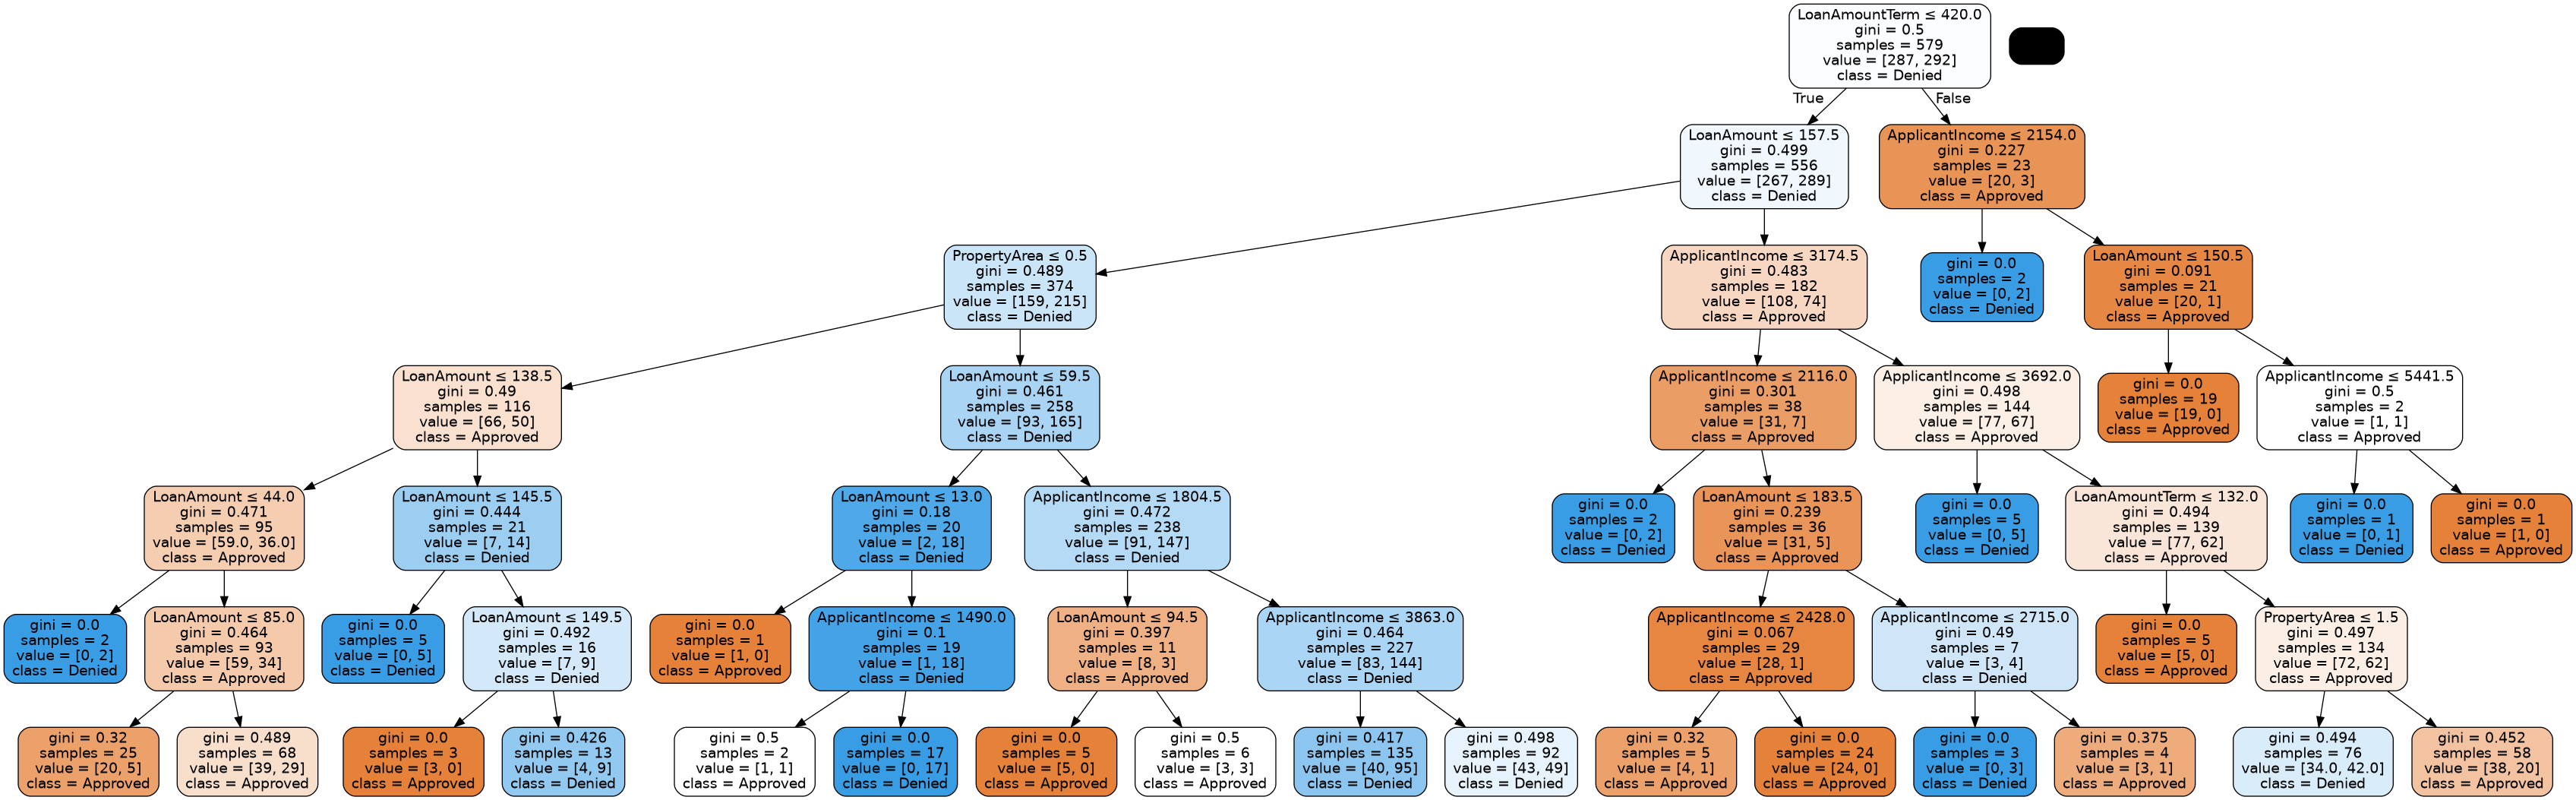 LoanAmountTerm ≤ 420.0
gini = 0.5
samples = 579
value = [287, 292]
class = Denied
True
False
LoanAmount ≤ 157.5
gini = 0.499
samples = 556
value = [267, 289]
class = Denied
ApplicantIncome ≤ 2154.0
gini = 0.227
samples = 23
value = [20, 3]
class = Approved
PropertyArea ≤ 0.5
gini = 0.489
samples = 374
value = [159, 215]
class = Denied
ApplicantIncome ≤ 3174.5
gini = 0.483
samples = 182
value = [108, 74]
class = Approved
gini = 0.0
samples = 2
value = [0, 2]
class = Denied
LoanAmount ≤ 150.5
gini = 0.091
samples = 21
value = [20, 1]
class = Approved
LoanAmount ≤ 138.5
gini = 0.49
samples = 116
value = [66, 50]
class = Approved
LoanAmount ≤ 59.5
gini = 0.461
samples = 258
value = [93, 165]
class = Denied
ApplicantIncome ≤ 2116.0
gini = 0.301
samples = 38
value = [31, 7]
class = Approved
ApplicantIncome ≤ 3692.0
gini = 0.498
samples = 144
value = [77, 67]
class = Approved
gini = 0.0
samples = 19
value = [19, 0]
class = Approved
ApplicantIncome ≤ 5441.5
gini = 0.5
samples = 2
value = [1, 1]
class = Approved
LoanAmount ≤ 44.0
gini = 0.471
samples = 95
value = [59.0, 36.0]
class = Approved
LoanAmount ≤ 145.5
gini = 0.444
samples = 21
value = [7, 14]
class = Denied
LoanAmount ≤ 13.0
gini = 0.18
samples = 20
value = [2, 18]
class = Denied
ApplicantIncome ≤ 1804.5
gini = 0.472
samples = 238
value = [91, 147]
class = Denied
gini = 0.0
samples = 2
value = [0, 2]
class = Denied
LoanAmount ≤ 183.5
gini = 0.239
samples = 36
value = [31, 5]
class = Approved
gini = 0.0
samples = 5
value = [0, 5]
class = Denied
LoanAmountTerm ≤ 132.0
gini = 0.494
samples = 139
value = [77, 62]
class = Approved
gini = 0.0
samples = 1
value = [0, 1]
class = Denied
gini = 0.0
samples = 1
value = [1, 0]
class = Approved
gini = 0.0
samples = 2
value = [0, 2]
class = Denied
LoanAmount ≤ 85.0
gini = 0.464
samples = 93
value = [59, 34]
class = Approved
gini = 0.0
samples = 5
value = [0, 5]
class = Denied
LoanAmount ≤ 149.5
gini = 0.492
samples = 16
value = [7, 9]
class = Denied
gini = 0.0
samples = 1
value = [1, 0]
class = Approved
ApplicantIncome ≤ 1490.0
gini = 0.1
samples = 19
value = [1, 18]
class = Denied
LoanAmount ≤ 94.5
gini = 0.397
samples = 11
value = [8, 3]
class = Approved
ApplicantIncome ≤ 3863.0
gini = 0.464
samples = 227
value = [83, 144]
class = Denied
ApplicantIncome ≤ 2428.0
gini = 0.067
samples = 29
value = [28, 1]
class = Approved
ApplicantIncome ≤ 2715.0
gini = 0.49
samples = 7
value = [3, 4]
class = Denied
gini = 0.0
samples = 5
value = [5, 0]
class = Approved
PropertyArea ≤ 1.5
gini = 0.497
samples = 134
value = [72, 62]
class = Approved
gini = 0.32
samples = 25
value = [20, 5]
class = Approved
gini = 0.489
samples = 68
value = [39, 29]
class = Approved
gini = 0.0
samples = 3
value = [3, 0]
class = Approved
gini = 0.426
samples = 13
value = [4, 9]
class = Denied
gini = 0.5
samples = 2
value = [1, 1]
class = Approved
gini = 0.0
samples = 17
value = [0, 17]
class = Denied
gini = 0.0
samples = 5
value = [5, 0]
class = Approved
gini = 0.5
samples = 6
value = [3, 3]
class = Approved
gini = 0.417
samples = 135
value = [40, 95]
class = Denied
gini = 0.498
samples = 92
value = [43, 49]
class = Denied
gini = 0.32
samples = 5
value = [4, 1]
class = Approved
gini = 0.0
samples = 24
value = [24, 0]
class = Approved
gini = 0.0
samples = 3
value = [0, 3]
class = Denied
gini = 0.375
samples = 4
value = [3, 1]
class = Approved
gini = 0.494
samples = 76
value = [34.0, 42.0]
class = Denied
gini = 0.452
samples = 58
value = [38, 20]
class = Approved